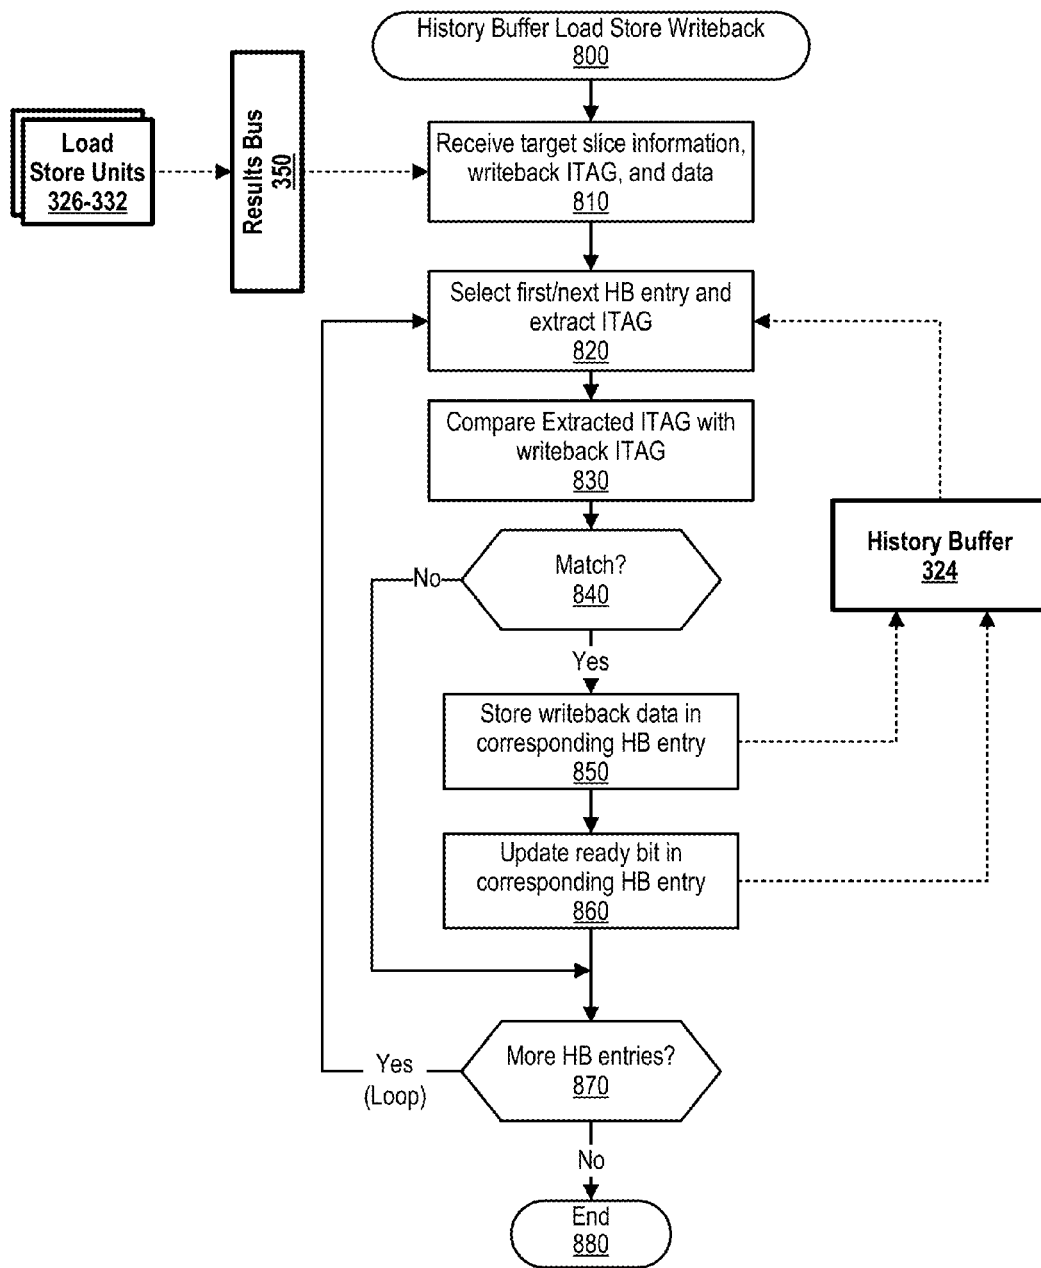 History Buffer Load Store Writeback
800
Load
Store Units
326-332
Results Bus
350
Receive target slice information,
writeback ITAG, and data
810
Select first/next HB entry and
extract ITAG
820
Compare Extracted ITAG with
writeback ITAG
830
History Buffer
324
No
Match?
840
Yes
Store writeback data in
corresponding HB entry
850
Update ready bit in
corresponding HB entry
860
Yes
(Loop)
More HB entries?
870
No
End
880